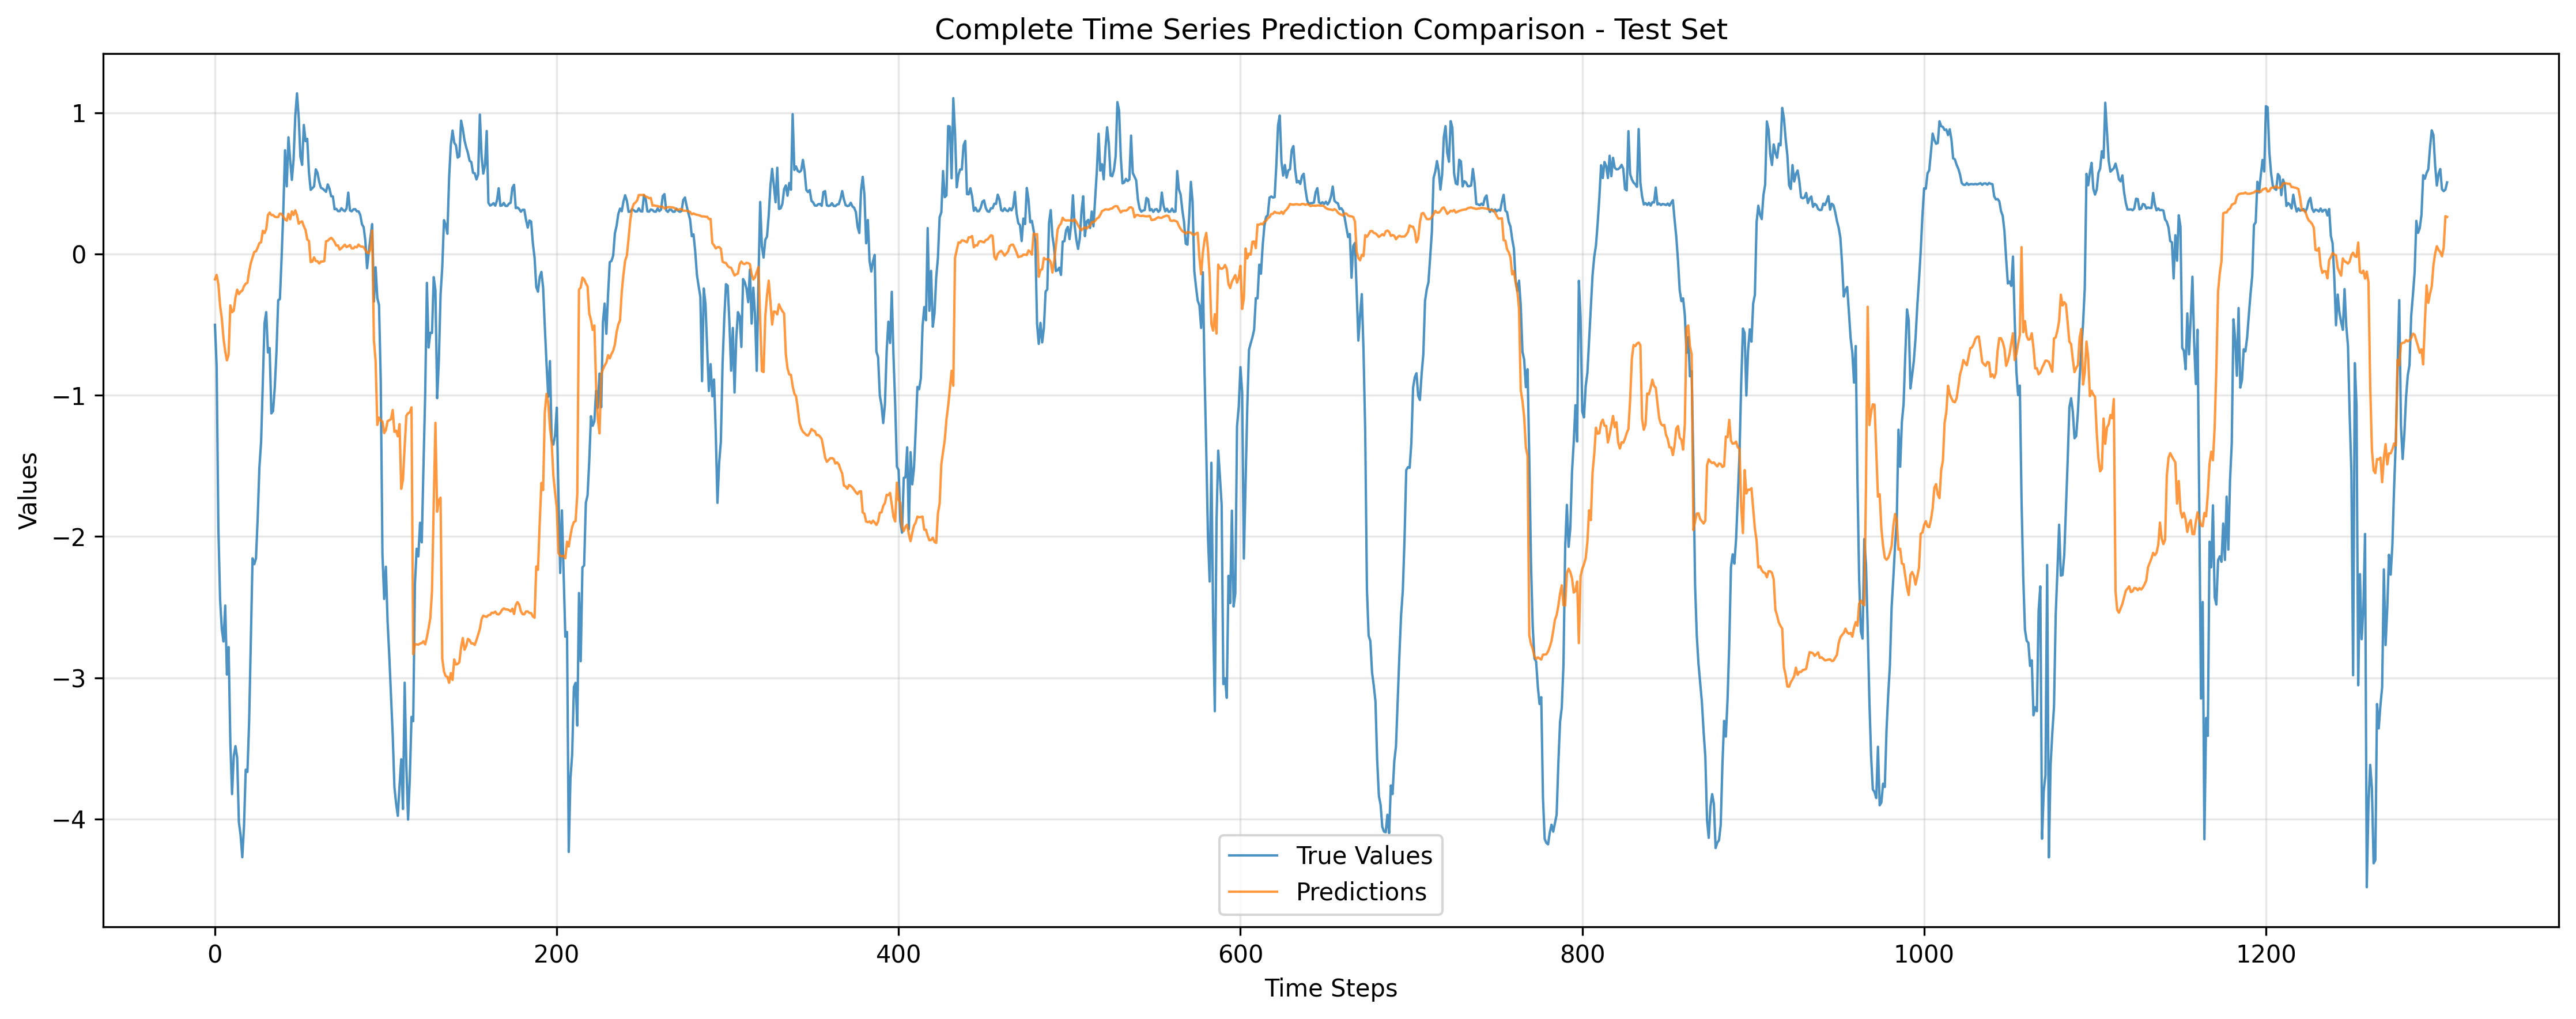 Complete Time Series Prediction Comparison - Test Set
1
0
−1
−2
−3
−4
Values
True Values
Predictions
0 200 400 600 800 1000 1200
Time Steps